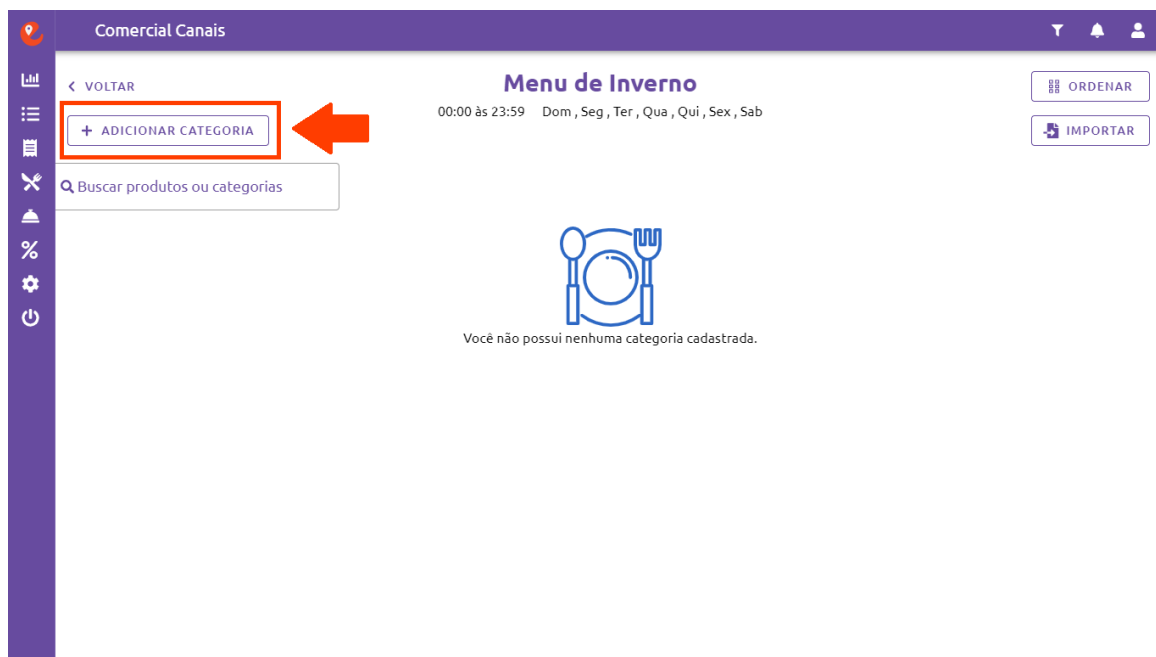 Comercial Canais
VOLTAR
Menu de Inverno
ORDENAR
00:00 às 23:59 Dom , Seg , Ter , Qua , Qui , Sex , Sab
+ ADICIONAR CATEGORIA
IMPORTAR
Buscar produtos ou categorias
Você não possui nenhuma categoria cadastrada.